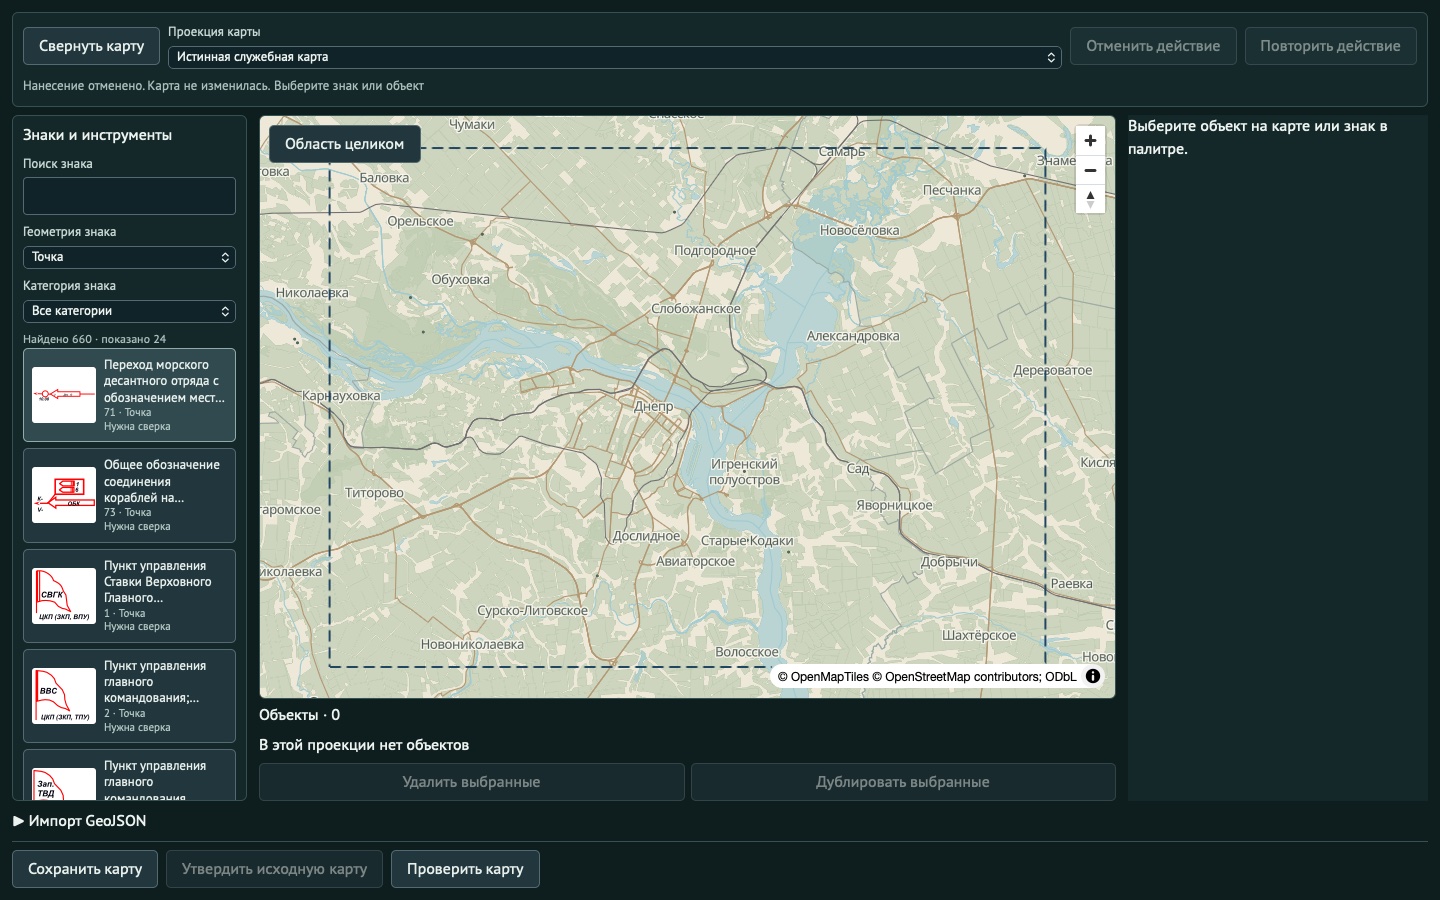 Свернуть карту
Проекция карты
Истинная служебная карта
Отменить действие
Повторить действие
Нанесение отменено. Карта не изменилась. Выберите знак или объект
Знаки и инструменты
Поиск знака
Геометрия знака
Точка
Категория знака
Все категории
Найдено 660 · показано 24
Переход морского
десантного отряда с
обозначением мест...
71 · Точка
Нужна сверка
Общее обозначение
соединения
кораблей на...
73 · Точка
Нужна сверка
ОБК
Пункт управления
Ставки Верховного
Главного...
1 · Точка
Нужна сверка
СВГК
ЦКП (ЗКП, ВПУ)
Пункт управления
главного
командования;...
2 · Точка
Нужна сверка
ВВС
ЦКП (ЗКП, ТПУ)
Пункт управления
главного
командования
Зап.
ТВД
Область целиком
Чумаки
Спасское
Самарь
Баловка
Песчанка
Орельское
Новосёловка
Подгородное
Обуховка
Николаевка
Слобожанское
Александровка
Дерезоватое
Карнауховка
Днепр
Игренский
полуостров
Сад
Титорово
Яворницкое
Дослидное
Старые Кодаки
Авиаторское
Добрычи
Раевка
Сурско-Литовское
Шахтёрское
Новониколаевка
Волосское
+
−
© OpenMapTiles © OpenStreetMap contributors; ODbL
Выберите объект на карте или знак в
палитре.
Объекты · 0
В этой проекции нет объектов
Удалить выбранные
Дублировать выбранные
Импорт GeoJSON
Сохранить карту
Утвердить исходную карту
Проверить карту